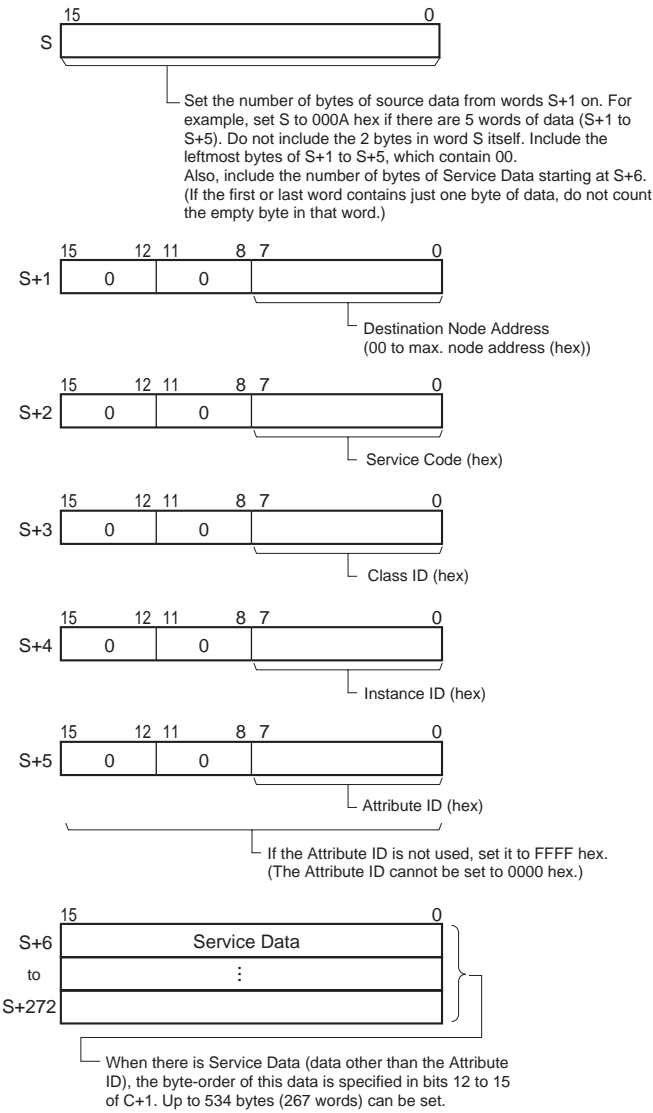 15 0
S
Set the number of bytes of source data from words S+1 on. For
example, set S to 000A hex if there are 5 words of data (S+1 to
S+5). Do not include the 2 bytes in word S itself. Include the
leftmost bytes of S+1 to S+5, which contain 00.
Also, include the number of bytes of Service Data starting at S+6.
(If the first or last word contains just one byte of data, do not count
the empty byte in that word.)
15 12 11 8 7 0
S+1 0 0
Destination Node Address
(00 to max. node address (hex))
15 12 11 8 7 0
S+2 0 0
Service Code (hex)
15 12 11 8 7 0
S+3 0 0
Class ID (hex)
15 12 11 8 7 0
S+4 0 0
Instance ID (hex)
15 12 11 8 7 0
S+5 0 0
Attribute ID (hex)
If the Attribute ID is not used, set it to FFFF hex.
(The Attribute ID cannot be set to 0000 hex.)
15 0
S+6 Service Data
to ⋮
S+272
When there is Service Data (data other than the Attribute
ID), the byte-order of this data is specified in bits 12 to 15
of C+1. Up to 534 bytes (267 words) can be set.